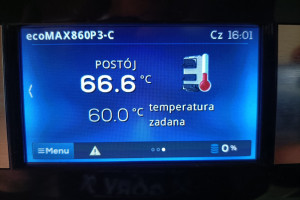 ecoMAX860P3-C Cz 16:01
POSTÓJ
66.6 °C
60.0 °C temperatura
zadana
Menu 0 %